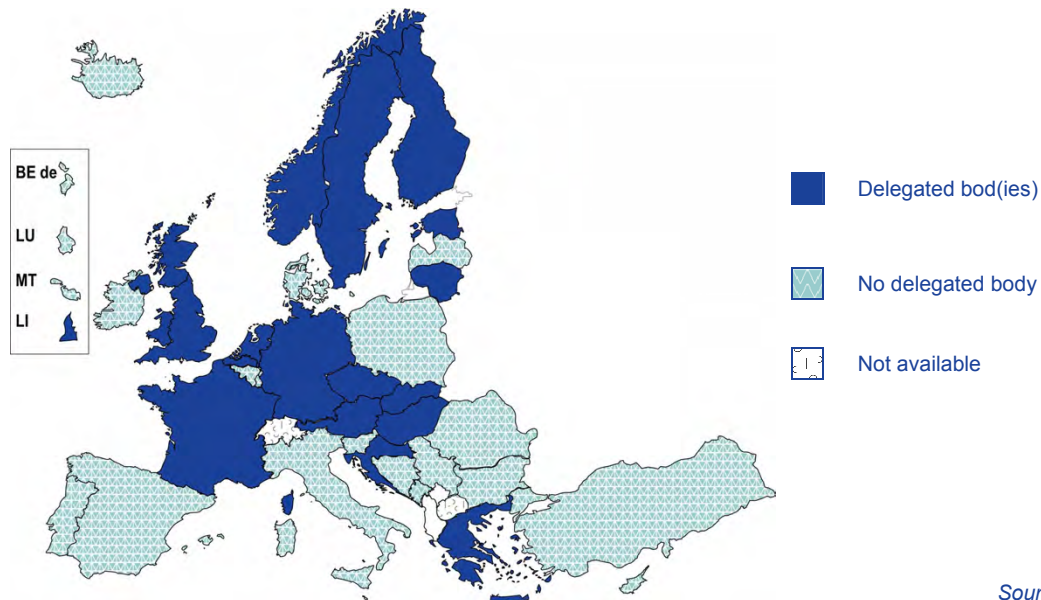 BE de
LU
MT
LI
Delegated bod(ies)
No delegated body
Not available